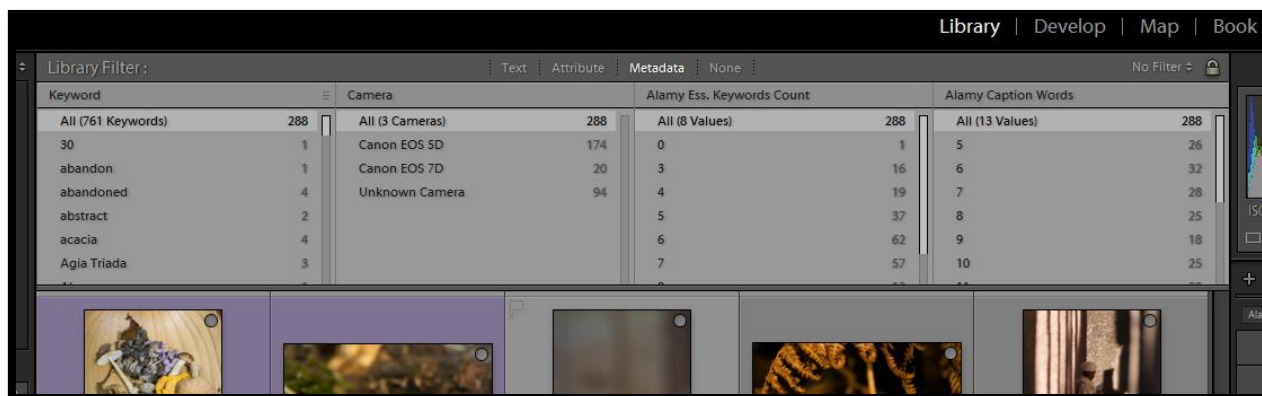 Library | Develop | Map | Book
Library Filter : Text Attribute Metadata None No Filter
Keyword Camera Alamy Ess. Keywords Count Alamy Caption Words
All (761 Keywords) 288 All (3 Cameras) 288 All (8 Values) 288 All (13 Values) 288
30 1 Canon EOS 5D 174 0 1 5 26
abandon 1 Canon EOS 7D 20 3 16 6 32
abandoned 4 Unknown Camera 94 4 19 7 28
abstract 2 5 37 8 25
acacia 4 6 62 9 18
Agia Triada 3 7 57 10 25